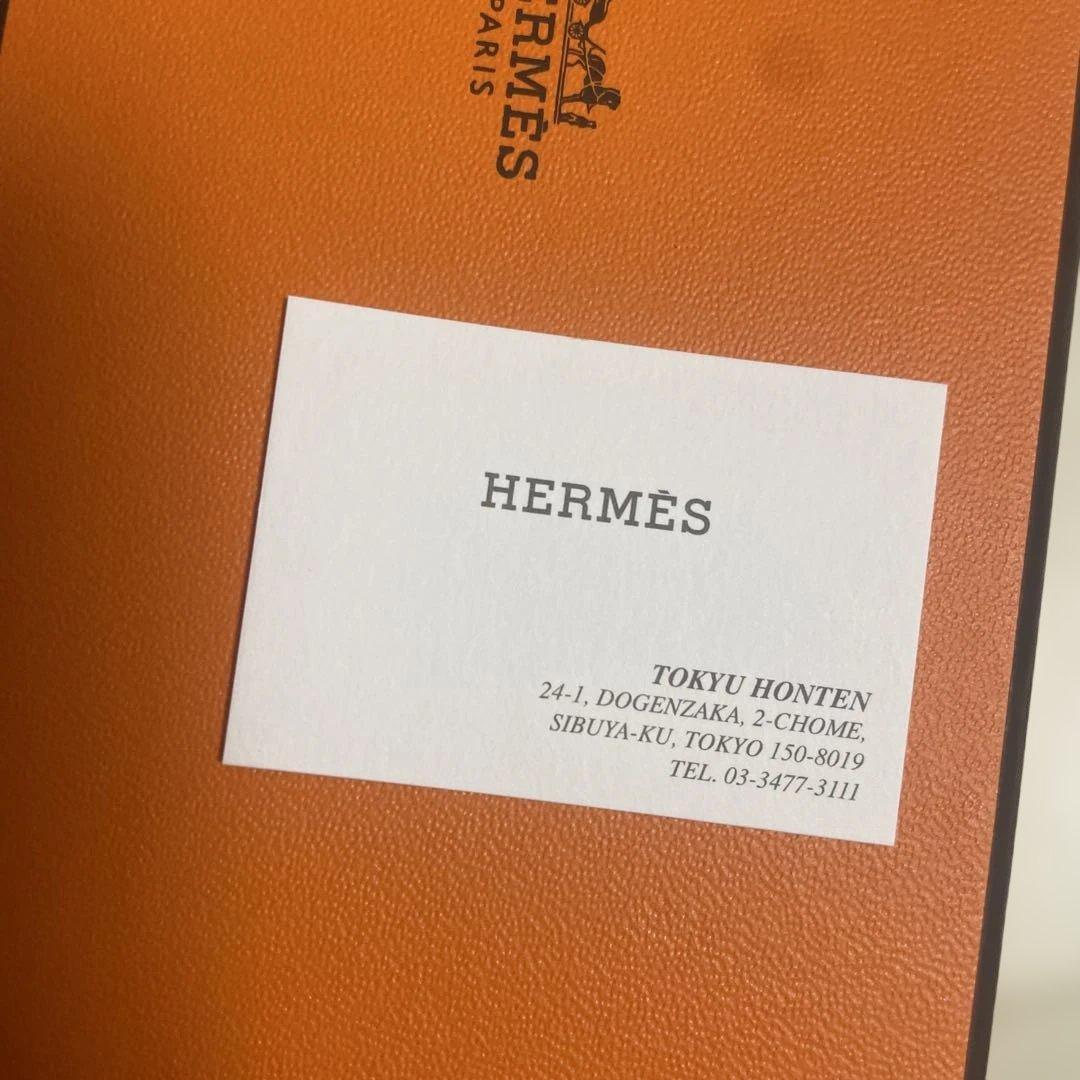 HERMÈS
PARIS
HERMÈS
TOKYU HONTEN
24-1, DOGENZAKA, 2-CHOME,
SIBUYA-KU, TOKYO 150-8019
TEL. 03-3477-3111